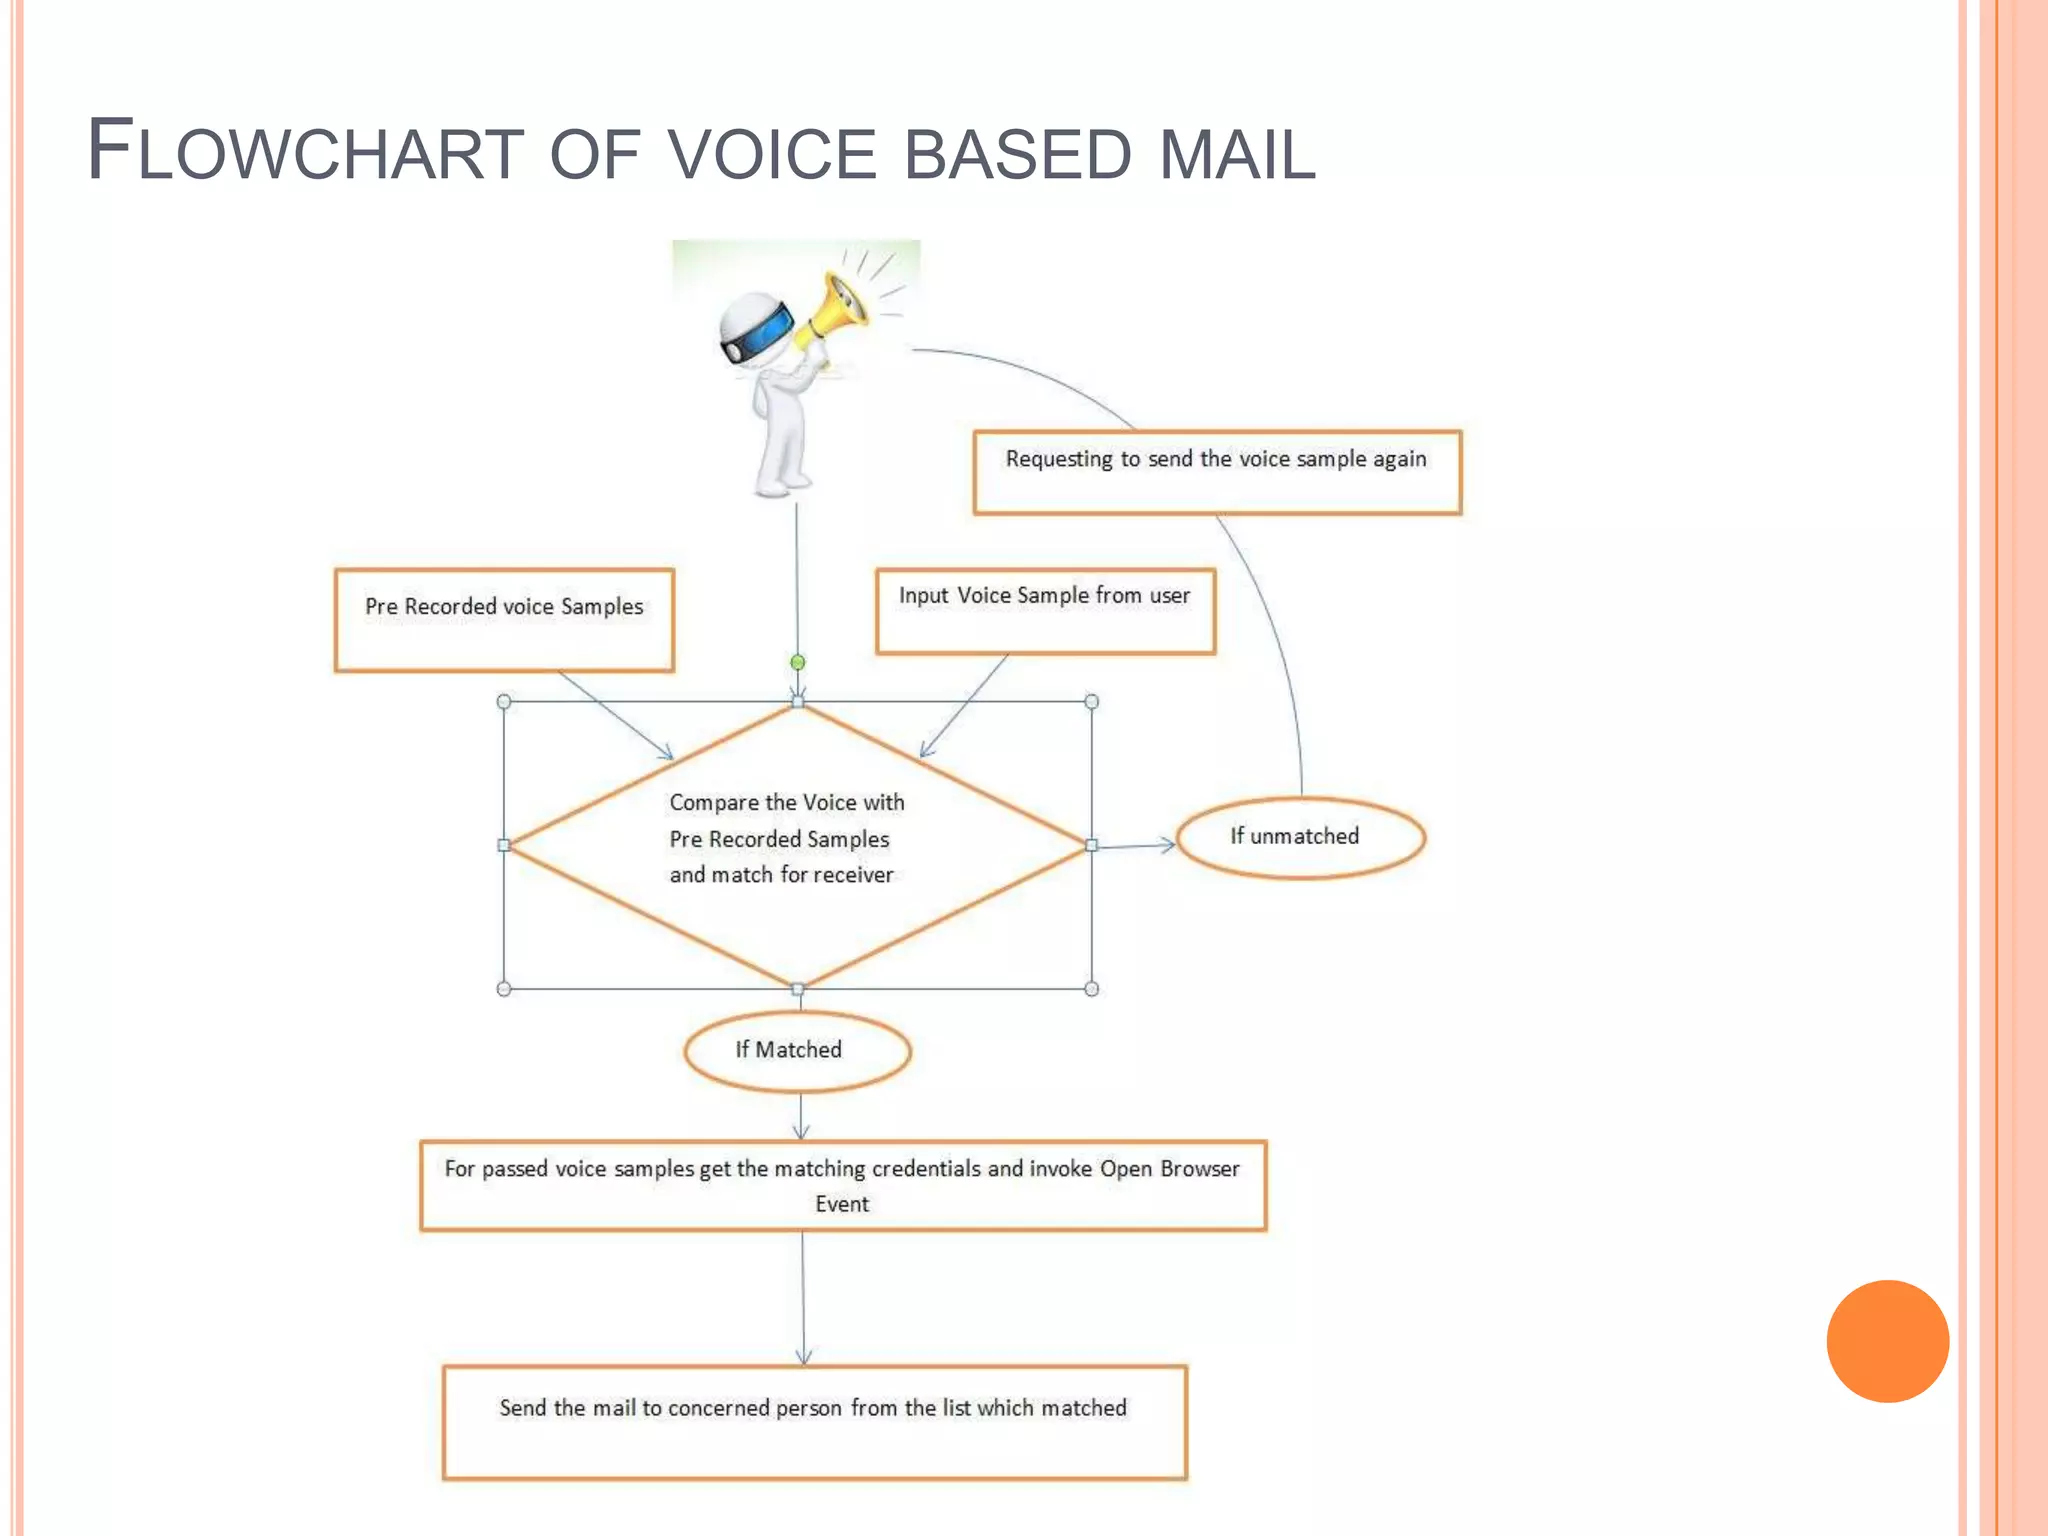 FLOWCHART OF VOICE BASED MAIL
Requesting to send the voice sample again
Pre Recorded voice Samples
Input Voice Sample from user
Compare the Voice with
Pre Recorded Samples
and match for receiver
If unmatched
If Matched
For passed voice samples get the matching credentials and invoke Open Browser
Event
Send the mail to concerned person from the list which matched